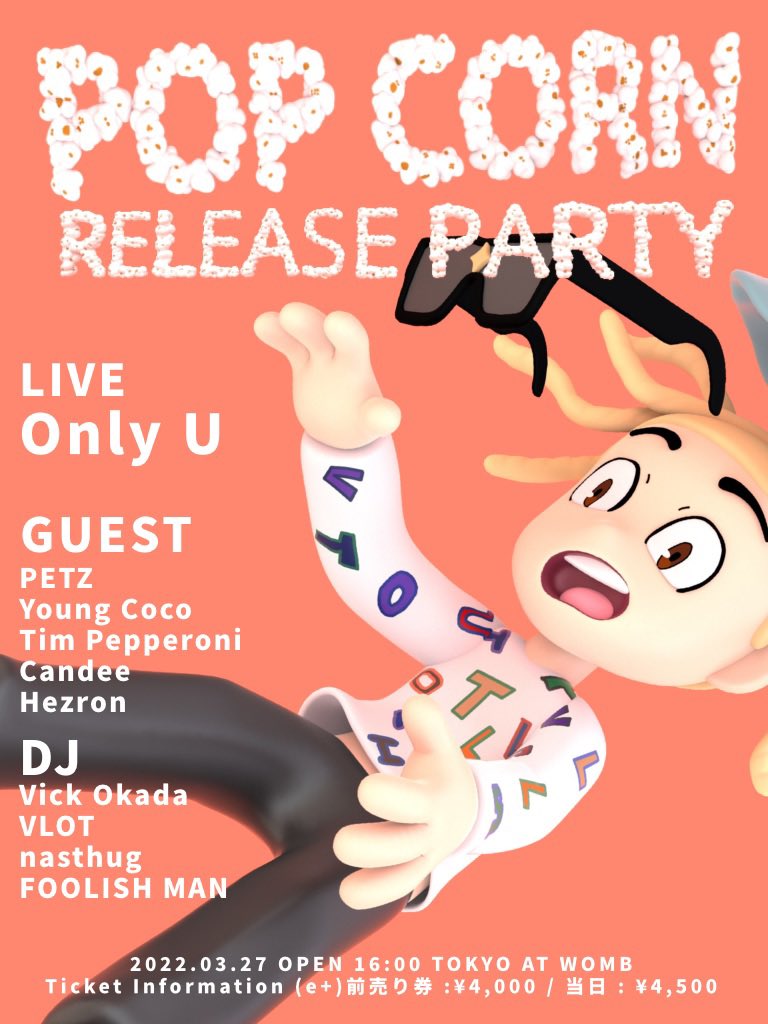 POP CORN
RELEASE PARTY
LIVE
Only U
GUEST
PETZ
Young Coco
Tim Pepperoni
Candee
Hezron
DJ
Vick Okada
VLOT
nasthug
FOOLISH MAN
2022.03.27 OPEN 16:00 TOKYO AT WOMB
Ticket Information (e+)前売り券 :¥4,000 / 当日 : ¥4,500